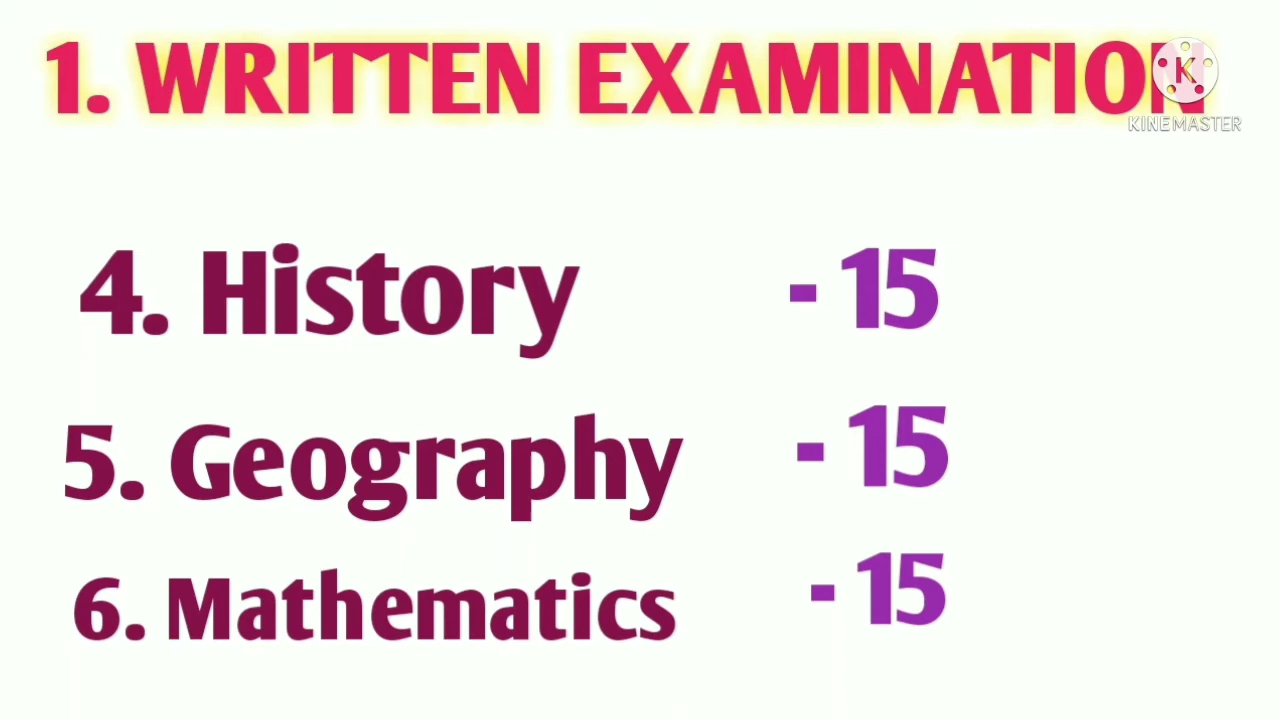 1. WRITTEN EXAMINATION
K
KINEMASTER
4. History - 15
5. Geography - 15
6. Mathematics - 15